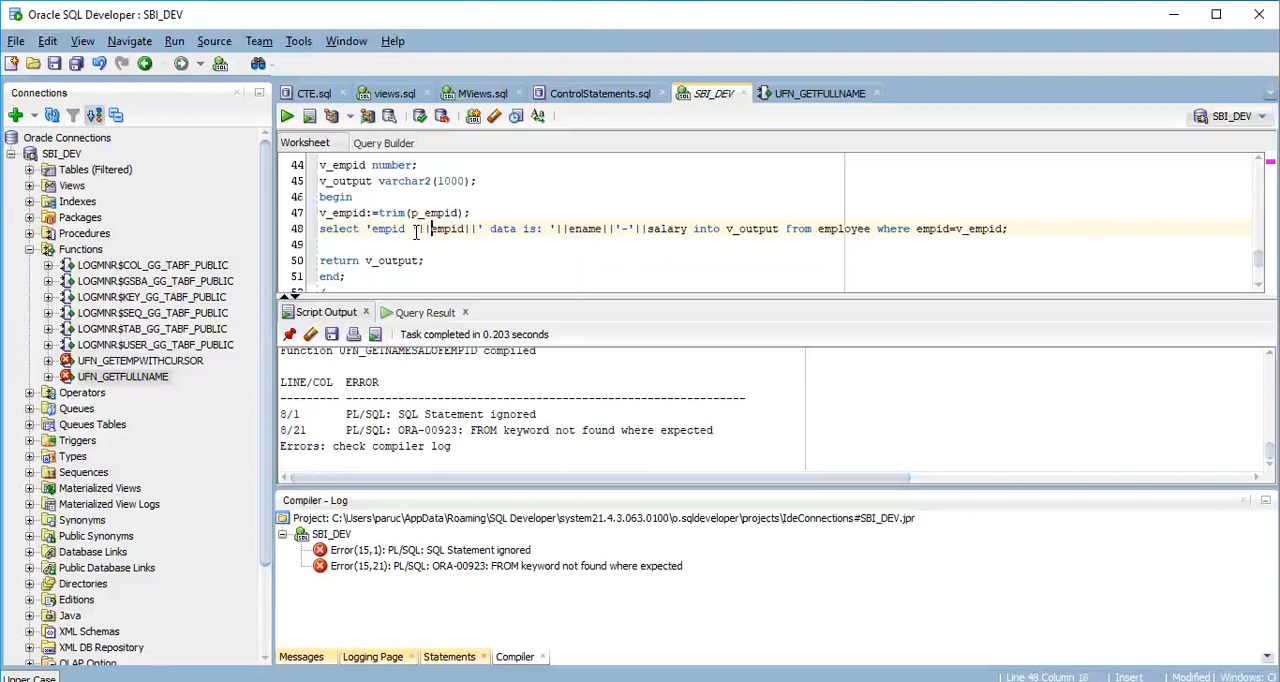 Oracle SQL Developer : SBI_DEV
File Edit View Navigate Run Source Team Tools Window Help
Connections
CTE.sql views.sql MViews.sql ControlStatements.sql SBI_DEV UFN_GETFULLNAME
SBI_DEV
Oracle Connections
SBI_DEV
Tables (Filtered)
Views
Indexes
Packages
Procedures
Functions
LOGMNR$COL_GG_TABF_PUBLIC
LOGMNR$GSBA_GG_TABF_PUBLIC
LOGMNR$KEY_GG_TABF_PUBLIC
LOGMNR$SEQ_GG_TABF_PUBLIC
LOGMNR$TAB_GG_TABF_PUBLIC
LOGMNR$USER_GG_TABF_PUBLIC
UFN_GETEMPWITHCURSOR
UFN_GETFULLNAME
Operators
Queues
Queues Tables
Triggers
Types
Sequences
Materialized Views
Materialized View Logs
Synonyms
Public Synonyms
Database Links
Public Database Links
Directories
Editions
Java
XML Schemas
XML DB Repository
OLAP Option
Worksheet Query Builder
44 v_empid number;
45 v_output varchar2(1000);
46 begin
47 v_empid:=trim(p_empid);
48 select 'empid '||empid||' data is: '||ename||'-'||salary into v_output from employee where empid=v_empid;
49
50 return v_output;
51 end;
52 /
Script Output Query Result
Task completed in 0.203 seconds
Function UFN_GETNAMESALOFEMPID compiled
LINE/COL ERROR
--------- -------------------------------------------------------------
8/1 PL/SQL: SQL Statement ignored
8/21 PL/SQL: ORA-00923: FROM keyword not found where expected
Errors: check compiler log
Compiler - Log
Project: C:\Users\paruc\AppData\Roaming\SQL Developer\system21.4.3.063.0100\o.sqldeveloper\projects\IdeConnections#SBI_DEV.jpr
SBI_DEV
Error(15,1): PL/SQL: SQL Statement ignored
Error(15,21): PL/SQL: ORA-00923: FROM keyword not found where expected
Messages Logging Page Statements Compiler
Upper Case
Line 48 Column 18 Insert Modified Windows: